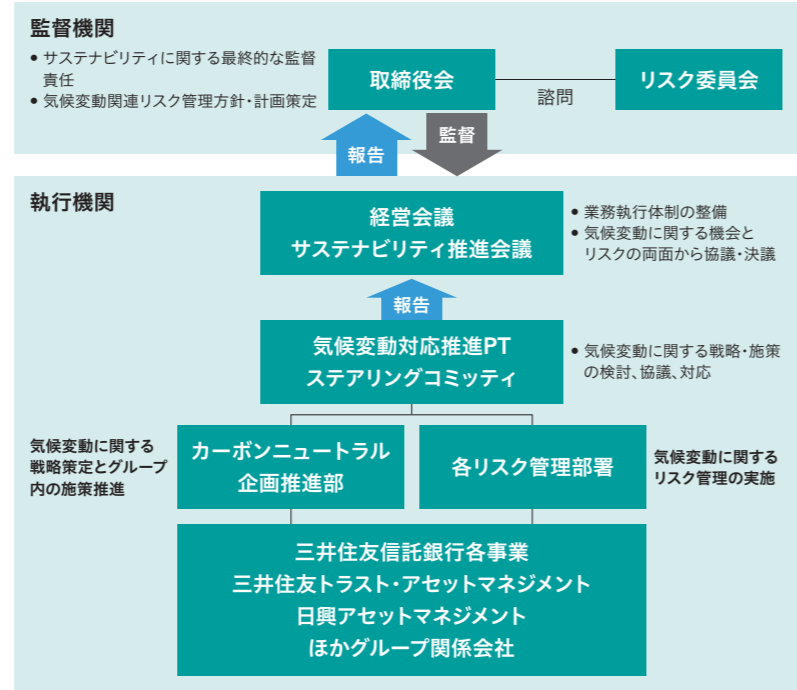 監督機関
• サステナビリティに関する最終的な監督
責任
• 気候変動関連リスク管理方針・計画策定
取締役会
諮問
リスク委員会
報告
監督
執行機関
経営会議
サステナビリティ推進会議
• 業務執行体制の整備
• 気候変動に関する機会と
リスクの両面から協議・決議
報告
気候変動対応推進PT
ステアリングコミッティ
• 気候変動に関する戦略・施策
の検討、協議、対応
気候変動に関する
戦略策定とグループ
内の施策推進
カーボンニュートラル
企画推進部
各リスク管理部署
気候変動に関する
リスク管理の実施
三井住友信託銀行各事業
三井住友トラスト・アセットマネジメント
日興アセットマネジメント
ほかグループ関係会社